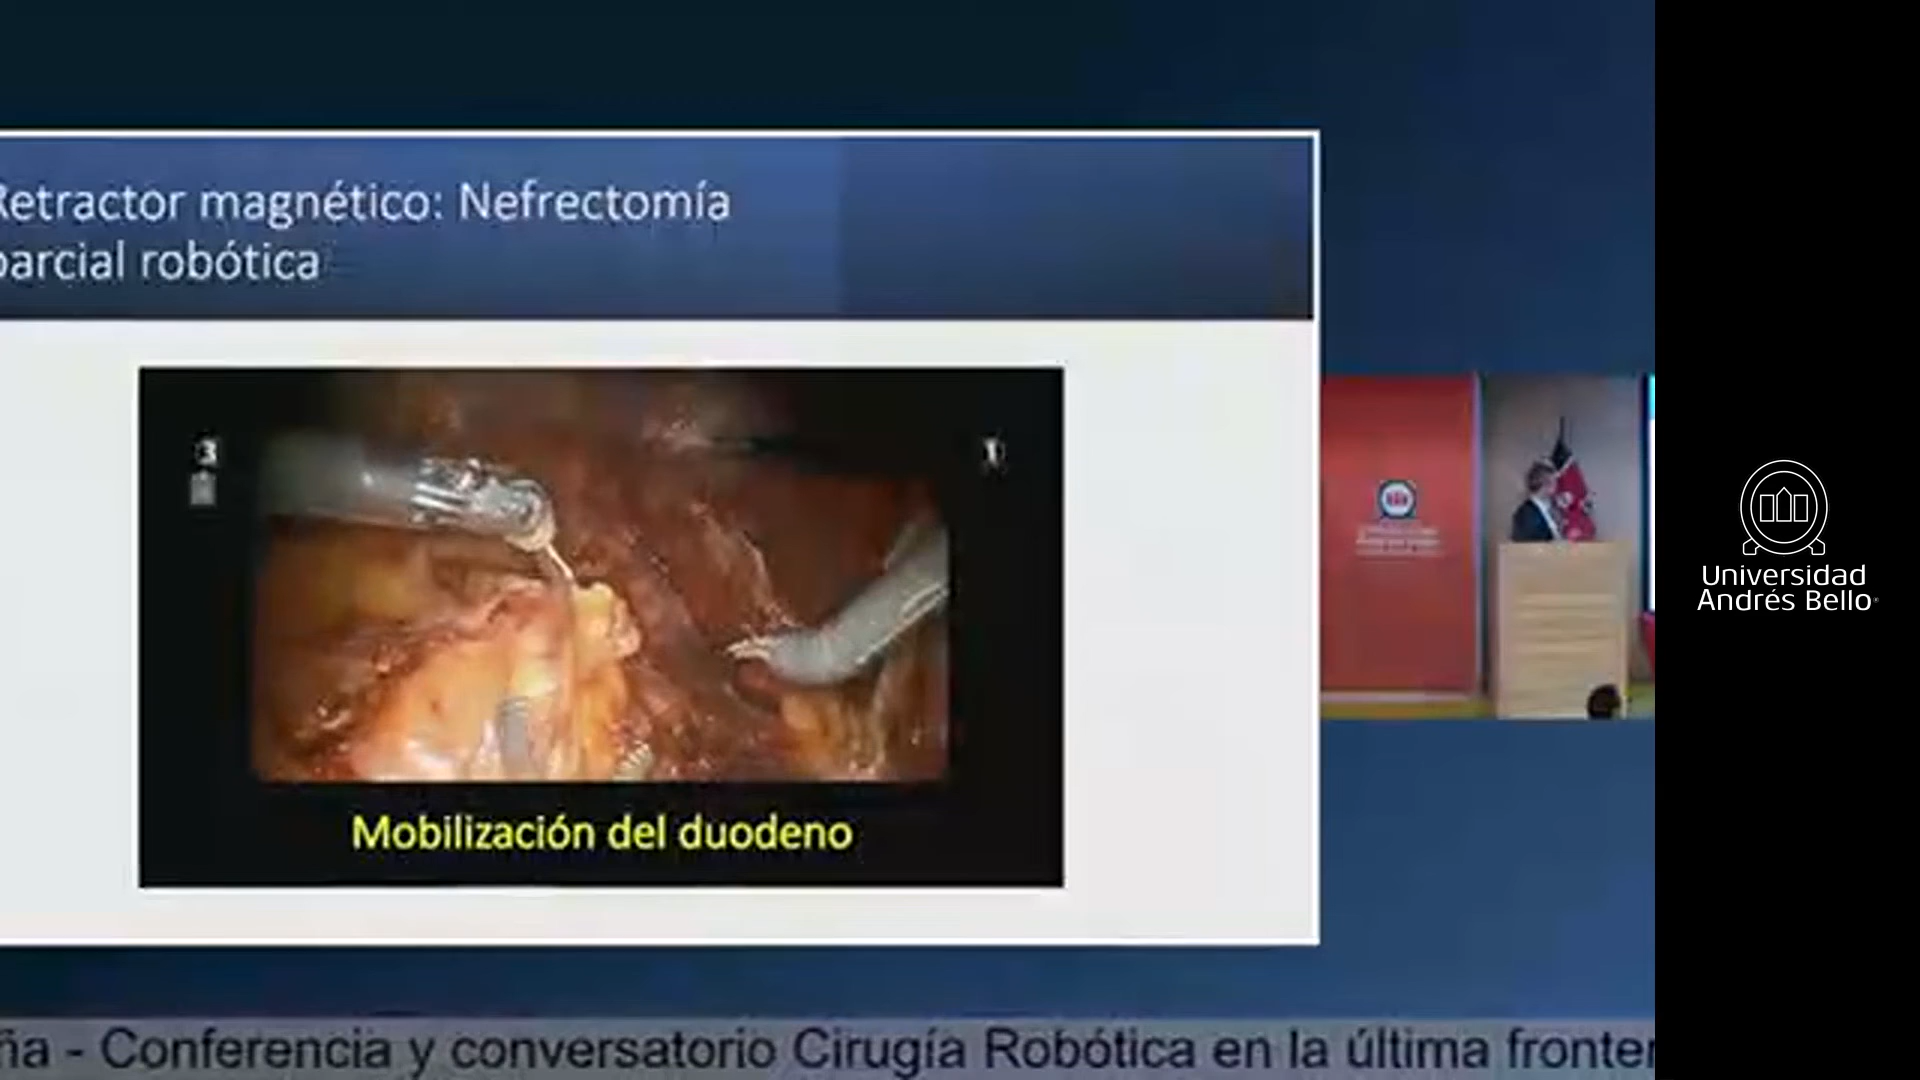 Retractor magnético: Nefrectomía
parcial robótica
3
1
Mobilización del duodeno
Universidad
Andrés Bello
ña - Conferencia y conversatorio Cirugía Robótica en la última fronter